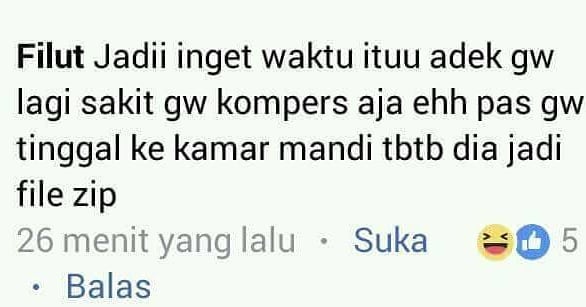 Filut Jadii inget waktu ituu adek gw
lagi sakit gw kompers aja ehh pas gw
tinggal ke kamar mandi tbtb dia jadi
file zip
26 menit yang lalu · Suka 5
· Balas